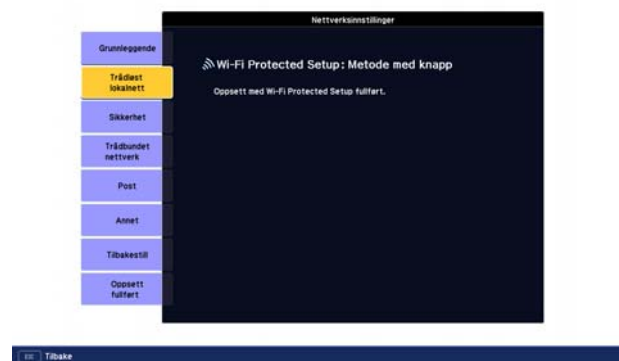 Nettverksinnstillinger
Grunnleggende
Trådløst
lokalnett
Sikkerhet
Trådbundet
nettverk
Post
Annet
Tilbakestill
Oppsett
fullført
Wi-Fi Protected Setup: Metode med knapp
Oppsett med Wi-Fi Protected Setup fullført.
Esc Tilbake